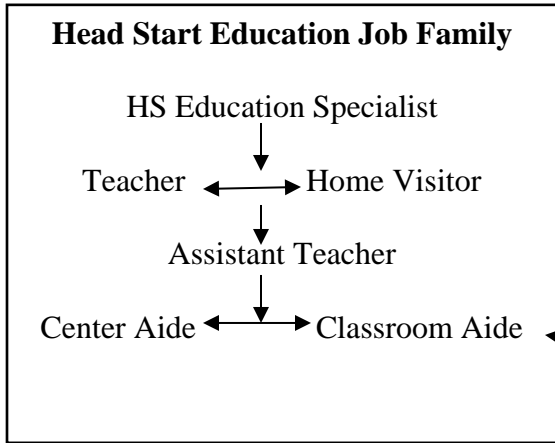 Head Start Education Job Family
HS Education Specialist
Teacher Home Visitor
Assistant Teacher
Center Aide Classroom Aide